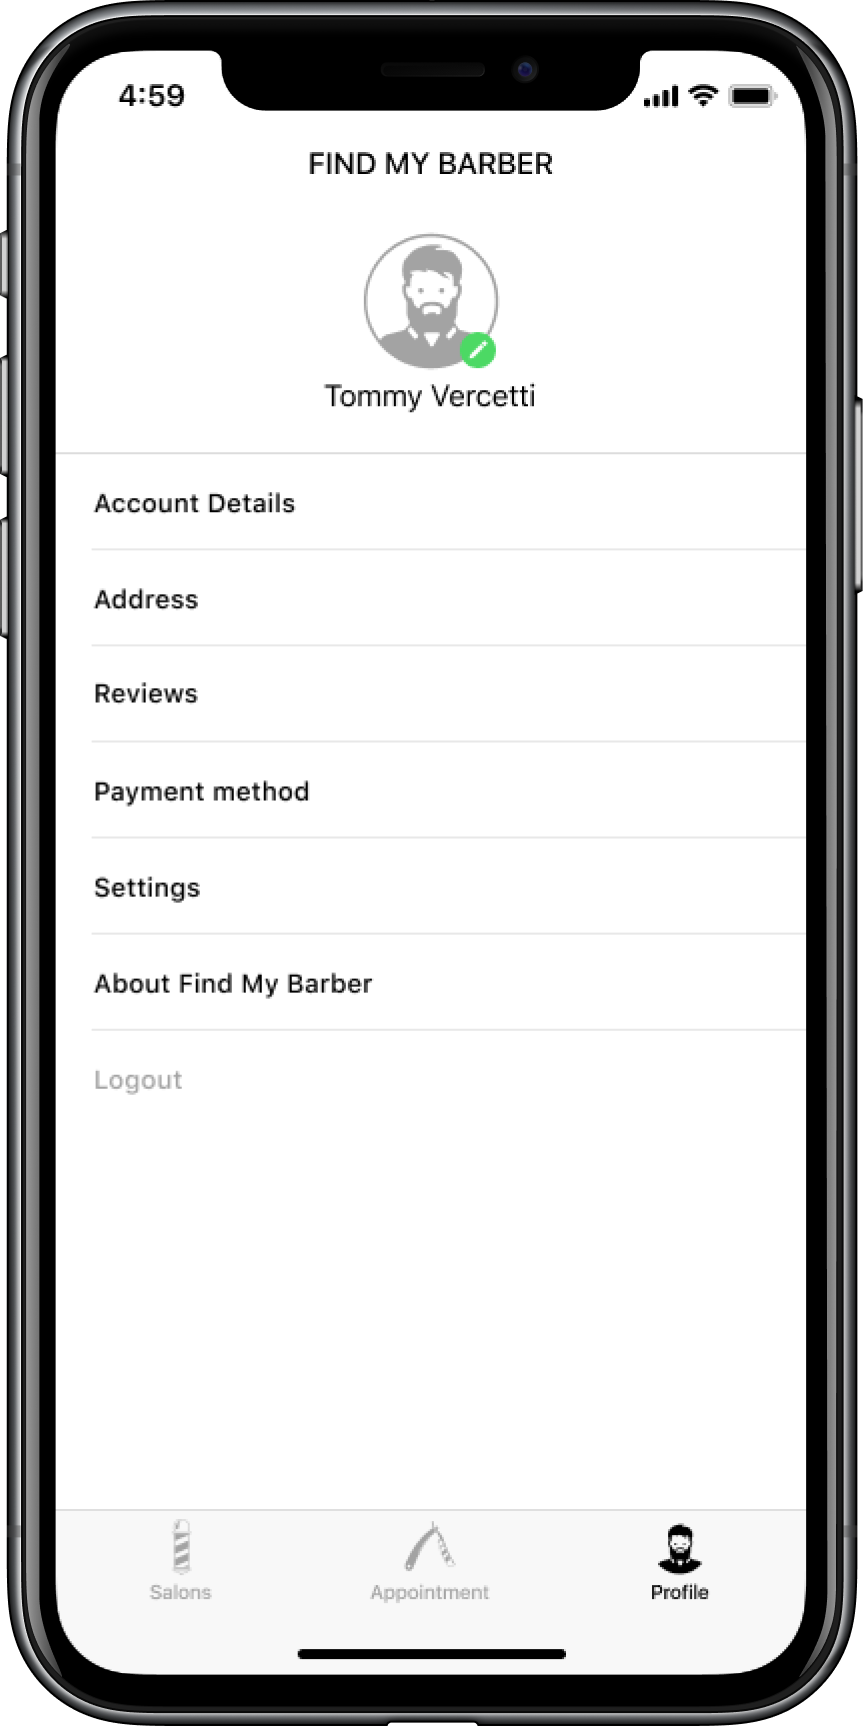 4:59
FIND MY BARBER
Tommy Vercetti
Account Details
Address
Reviews
Payment method
Settings
About Find My Barber
Logout
Salons
Appointment
Profile